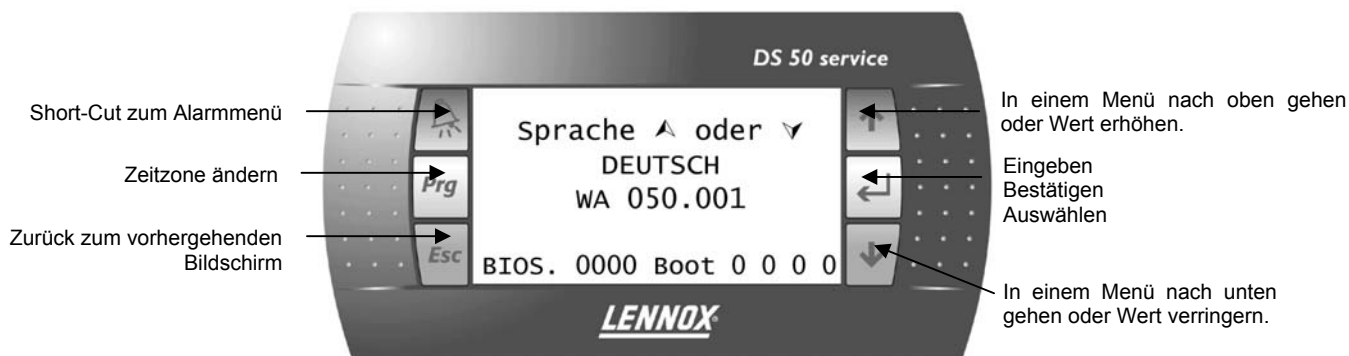 DS 50 service
Short-Cut zum Alarmmenü
Zeitzone ändern
Prg
Zurück zum vorhergehenden
Bildschirm
Esc
Sprache ⮝ oder ⮟
DEUTSCH
WA 050.001
BIOS. 0000 Boot 0 0 0 0
LENNOX
In einem Menü nach oben gehen
oder Wert erhöhen.
Eingeben
Bestätigen
Auswählen
In einem Menü nach unten
gehen oder Wert verringern.